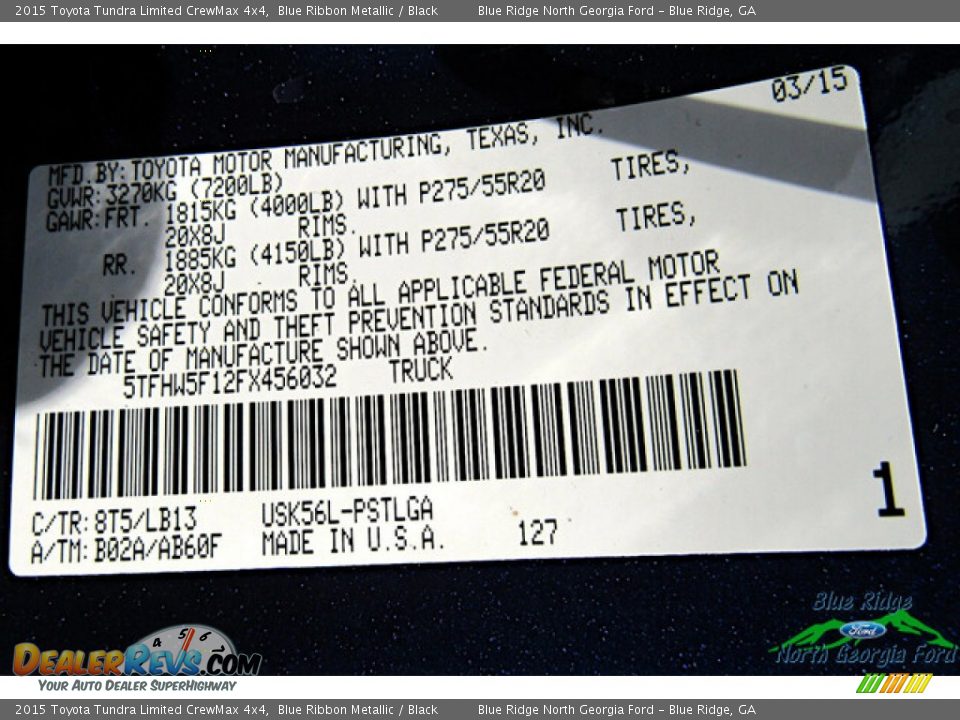 2015 Toyota Tundra Limited CrewMax 4x4, Blue Ribbon Metallic / Black Blue Ridge North Georgia Ford - Blue Ridge, GA
03/15
MFD.BY:TOYOTA MOTOR MANUFACTURING, TEXAS, INC.
GVWR:3270KG (7200LB)
GAWR:FRT. 1815KG (4000LB) WITH P275/55R20 TIRES,
20X8J RIMS.
RR. 1885KG (4150LB) WITH P275/55R20 TIRES,
20X8J RIMS.
THIS VEHICLE CONFORMS TO ALL APPLICABLE FEDERAL MOTOR
VEHICLE SAFETY AND THEFT PREVENTION STANDARDS IN EFFECT ON
THE DATE OF MANUFACTURE SHOWN ABOVE.
5TFHW5F12FX456032 TRUCK
C/TR:8T5/LB13 USK56L-PSTLGA
A/TM:B02A/AB60F MADE IN U.S.A. 127
1
Blue Ridge
Ford
North Georgia Ford
4 5 6
DEALERREVS.COM
YOUR AUTO DEALER SUPERHIGHWAY
2015 Toyota Tundra Limited CrewMax 4x4, Blue Ribbon Metallic / Black Blue Ridge North Georgia Ford - Blue Ridge, GA